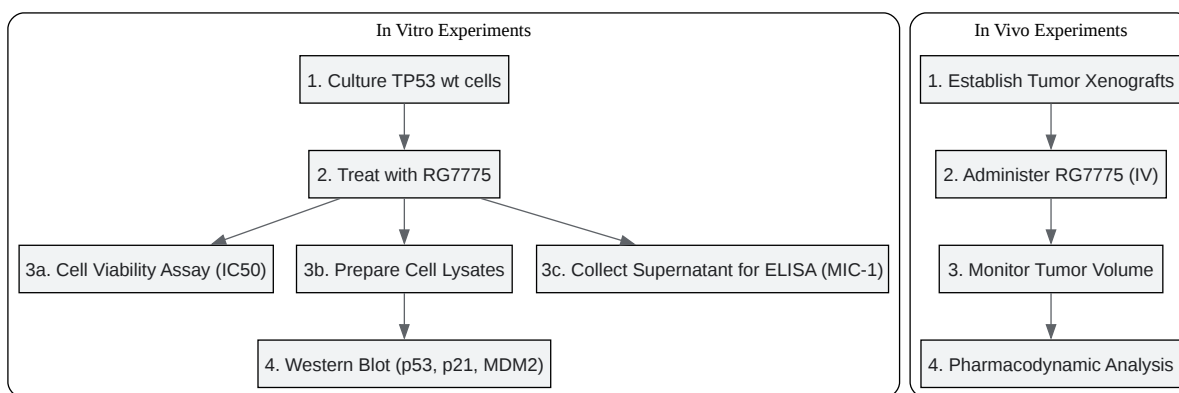 In Vitro Experiments
1. Culture TP53 wt cells
2. Treat with RG7775
3a. Cell Viability Assay (IC50)
3b. Prepare Cell Lysates
3c. Collect Supernatant for ELISA (MIC-1)
4. Western Blot (p53, p21, MDM2)
In Vivo Experiments
1. Establish Tumor Xenografts
2. Administer RG7775 (IV)
3. Monitor Tumor Volume
4. Pharmacodynamic Analysis